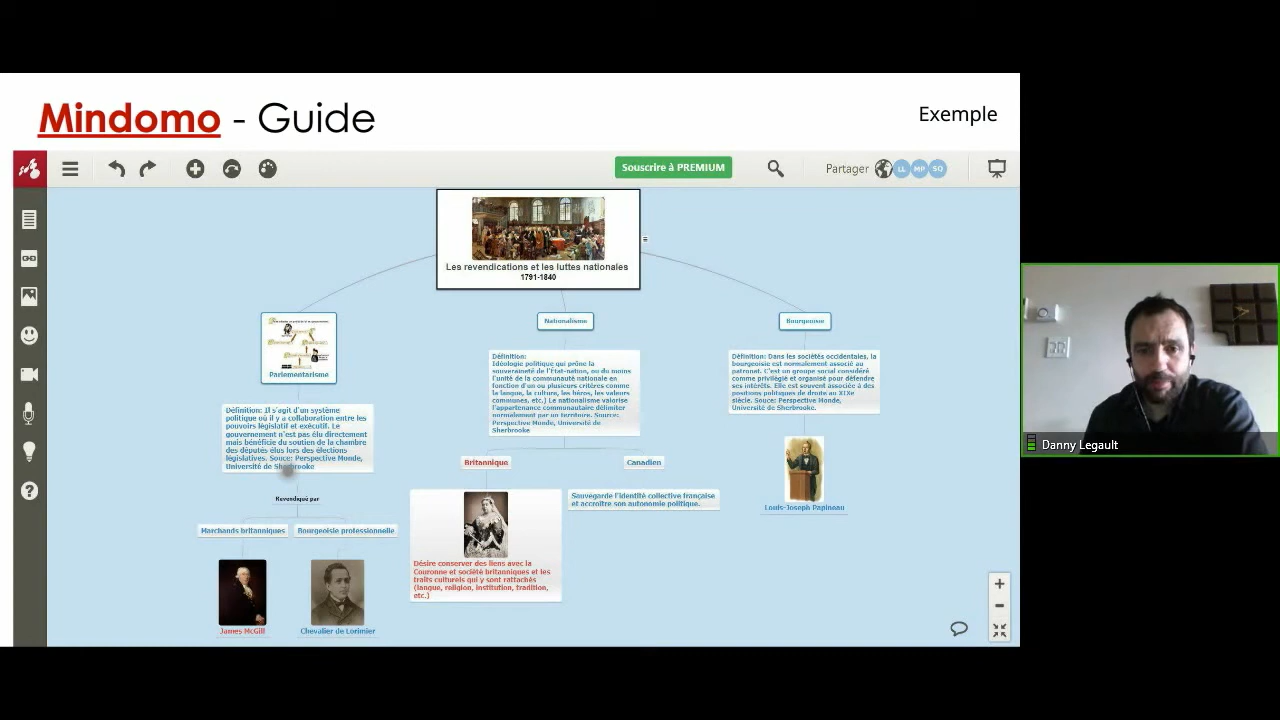 Mindomo - Guide
Exemple
Souscrire à PREMIUM
Partager
LL
MP
SQ
Les revendications et les luttes nationales
1791-1840
Parlementarisme
Nationalisme
Bourgeoisie
Définition: Il s'agit d'un système
politique où il y a collaboration entre les
pouvoirs législatif et exécutif. Le
gouvernement n'est pas élu directement
mais bénéficie du soutien de la chambre
des députés élus lors des élections
législatives. Souce: Perspective Monde,
Université de Sherbrooke
Définition:
Idéologie politique qui prône la
souveraineté de l'État-nation, ou du moins
l'unité de la communauté nationale en
fonction d'un ou plusieurs critères comme
la langue, la culture, les héros, les valeurs
communes, etc.) Le nationalisme valorise
l'appartenance communautaire délimiter
normalement par un territoire. Source:
Perspective Monde, Université de
Sherbrooke
Définition: Dans les sociétés occidentales, la
bourgeoisie est normalement associé au
patronat. C'est un groupe social considéré
comme privilégié et organisé pour défendre
ses intérêts. Elle est souvent associée à des
positions politiques de droite au XIXe
siècle. Souce: Perspective Monde,
Université de Sherbrooke.
Revendiqué par
Marchands britanniques
Bourgeoisie professionnelle
James McGill
Chevalier de Lorimier
Britannique
Canadien
Désire conserver des liens avec la
Couronne et société britanniques et les
traits culturels qui y sont rattachés
(langue, religion, institution, tradition,
etc.)
Sauvegarde l'identité collective française
et accroître son autonomie politique.
Louis-Joseph Papineau
Danny Legault